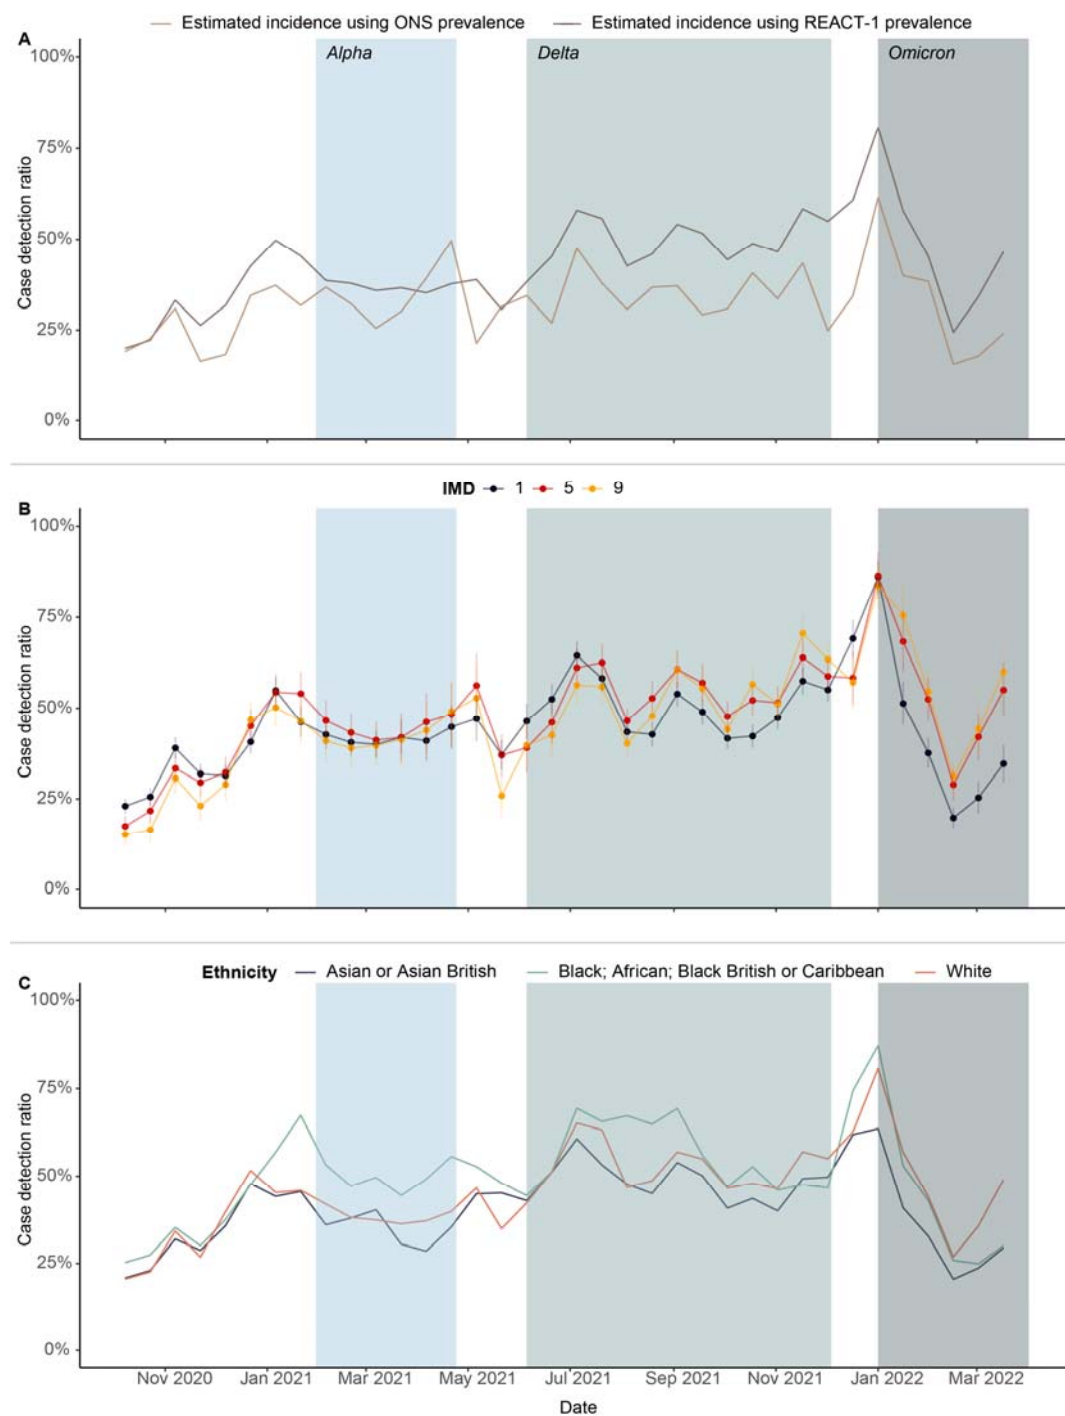 Estimated incidence using ONS prevalence Estimated incidence using REACT-1 prevalence
A
Alpha Delta Omicron
100%
75%
50%
25%
0%
Case detection ratio
IMD 1 5 9
B
100%
75%
50%
25%
0%
Case detection ratio
Ethnicity Asian or Asian British Black; African; Black British or Caribbean White
C
100%
75%
50%
25%
0%
Case detection ratio
Nov 2020 Jan 2021 Mar 2021 May 2021 Jul 2021 Sep 2021 Nov 2021 Jan 2022 Mar 2022
Date